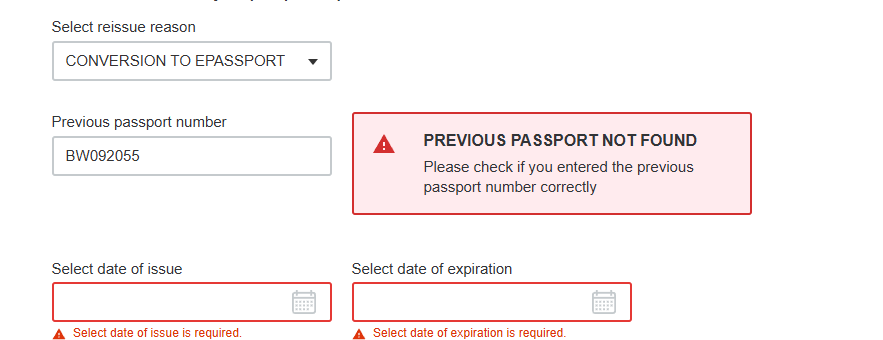 Select reissue reason
CONVERSION TO EPASSPORT
Previous passport number
BW092055
PREVIOUS PASSPORT NOT FOUND
Please check if you entered the previous
passport number correctly
Select date of issue
Select date of expiration
Select date of issue is required.
Select date of expiration is required.